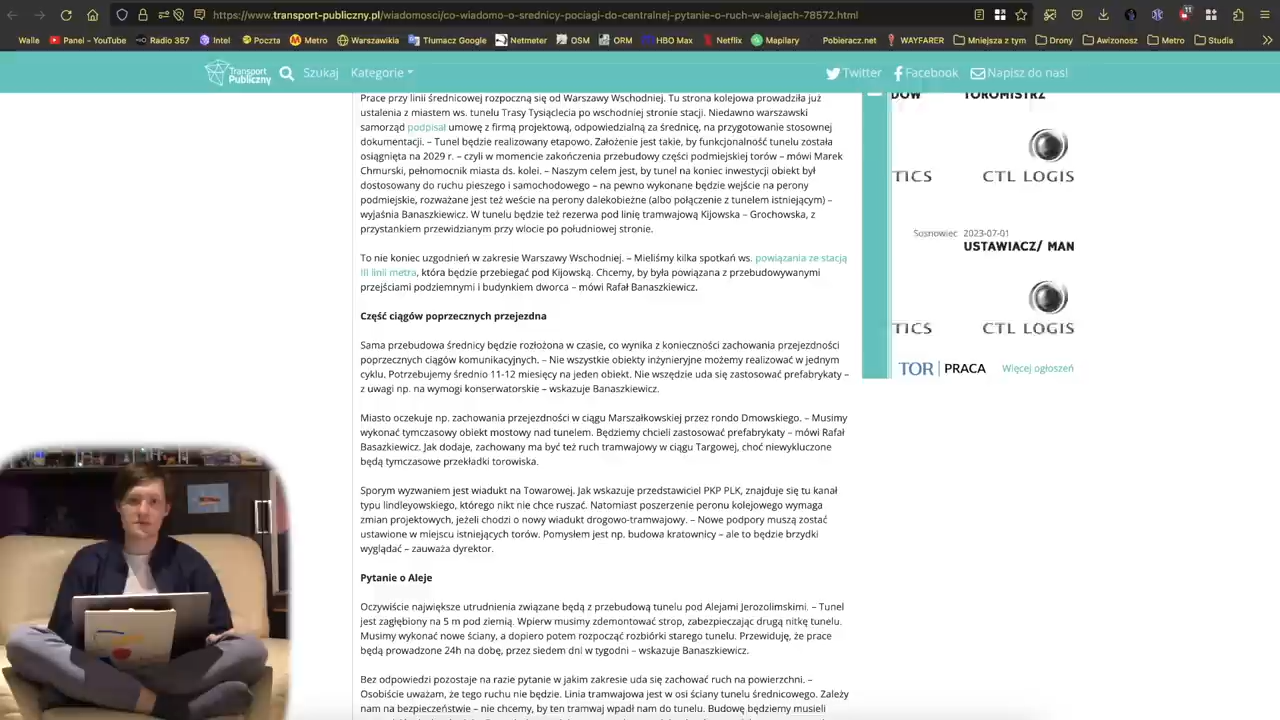 https://www.transport-publiczny.pl/wiadomosci/co-wiadomo-o-srednicy-pociagi-do-centralnej-pytanie-o-ruch-w-alejach-78572.html
11
Walle
Panel - YouTube
Radio 357
Intel
Poczta
Metro
Warszawikia
Tłumacz Google
Netmeter
OSM
ORM
HBO Max
Netflix
Mapilary
Pobieracz.net
WAYFARER
Mniejsza z tym
Drony
Awizonosz
Metro
Studia
Transport
Publiczny
Szukaj
Kategorie
Twitter
Facebook
Napisz do nas!
Prace przy linii średnicowej rozpoczną się od Warszawy Wschodniej. Tu strona kolejowa prowadziła już
ustalenia z miastem ws. tunelu Trasy Tysiąclecia po wschodniej stronie stacji. Niedawno warszawski
samorząd podpisał umowę z firmą projektową, odpowiedzialną za średnicę, na przygotowanie stosownej
dokumentacji. – Tunel będzie realizowany etapowo. Założenie jest takie, by funkcjonalność tunelu została
osiągnięta na 2029 r. – czyli w momencie zakończenia przebudowy części podmiejskiej torów – mówi Marek
Chmurski, pełnomocnik miasta ds. kolei. – Naszym celem jest, by tunel na koniec inwestycji obiekt był
dostosowany do ruchu pieszego i samochodowego – na pewno wykonane będzie wejście na perony
podmiejskie, rozważane jest też weście na perony dalekobieżne (albo połączenie z tunelem istniejącym) –
wyjaśnia Banaszkiewicz. W tunelu będzie też rezerwa pod linię tramwajową Kijowska – Grochowska, z
przystankiem przewidzianym przy wlocie po południowej stronie.
To nie koniec uzgodnień w zakresie Warszawy Wschodniej. – Mieliśmy kilka spotkań ws. powiązania ze stacją
III linii metra, która będzie przebiegać pod Kijowską. Chcemy, by była powiązana z przebudowywanymi
przejściami podziemnymi i budynkiem dworca – mówi Rafał Banaszkiewicz.
Część ciągów poprzecznych przejezdna
Sama przebudowa średnicy będzie rozłożona w czasie, co wynika z konieczności zachowania przejezdności
poprzecznych ciągów komunikacyjnych. – Nie wszystkie obiekty inżynieryjne możemy realizować w jednym
cyklu. Potrzebujemy średnio 11-12 miesięcy na jeden obiekt. Nie wszędzie uda się zastosować prefabrykaty –
z uwagi np. na wymogi konserwatorskie – wskazuje Banaszkiewicz.
Miasto oczekuje np. zachowania przejezdności w ciągu Marszałkowskiej przez rondo Dmowskiego. – Musimy
wykonać tymczasowy obiekt mostowy nad tunelem. Będziemy chcieli zastosować prefabrykaty – mówi Rafał
Basazkiewicz. Jak dodaje, zachowany ma być też ruch tramwajowy w ciągu Targowej, choć niewykluczone
będą tymczasowe przekładki torowiska.
Sporym wyzwaniem jest wiadukt na Towarowej. Jak wskazuje przedstawiciel PKP PLK, znajduje się tu kanał
typu lindleyowskiego, którego nikt nie chce ruszać. Natomiast poszerzenie peronu kolejowego wymaga
zmian projektowych, jeżeli chodzi o nowy wiadukt drogowo-tramwajowy. – Nowe podpory muszą zostać
ustawione w miejscu istniejących torów. Pomysłem jest np. budowa kratownicy – ale to będzie brzydki
wyglądać – zauważa dyrektor.
Pytanie o Aleje
Oczywiście największe utrudnienia związane będą z przebudową tunelu pod Alejami Jerozolimskimi. – Tunel
jest zagłębiony na 5 m pod ziemią. Wpierw musimy zdemontować strop, zabezpieczając drugą nitkę tunelu.
Musimy wykonać nowe ściany, a dopiero potem rozpocząć rozbiórki starego tunelu. Przewiduję, że prace
będą prowadzone 24h na dobę, przez siedem dni w tygodni – wskazuje Banaszkiewicz.
Bez odpowiedzi pozostaje na razie pytanie w jakim zakresie uda się zachować ruch na powierzchni. –
Osobiście uważam, że tego ruchu nie będzie. Linia tramwajowa jest w osi ściany tunelu średnicowego. Zależy
nam na bezpieczeństwie – nie chcemy, by ten tramwaj wpadł nam do tunelu. Budowę będziemy musieli
DÓW
TOROMISTRZ
TICS
CTL LOGIS
Sosnowiec 2023-07-01
USTAWIACZ/ MAN
TICS
CTL LOGIS
TOR PRACA
Więcej ogłoszeń